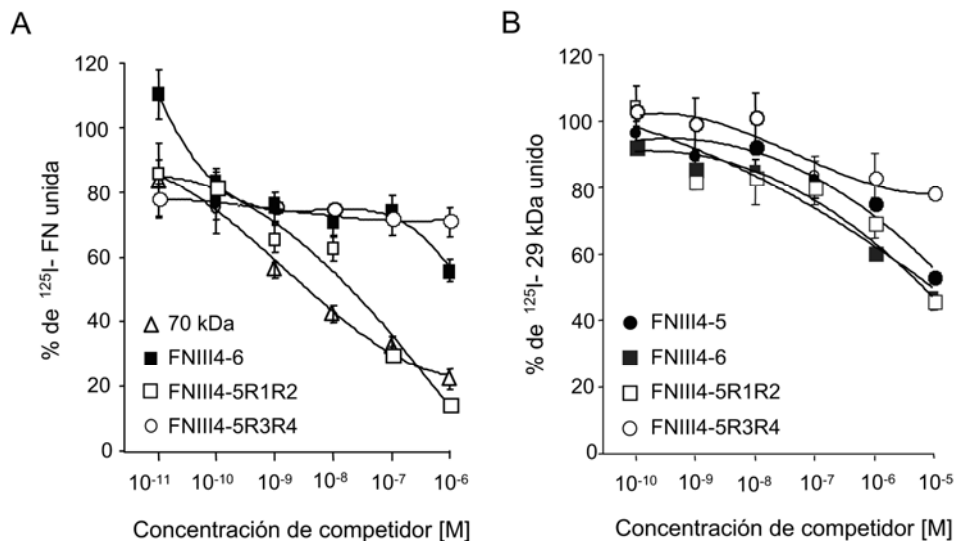 A
% de ¹²⁵I- FN unida
120
100
80
60
40
20
0
70 kDa
FNIII4-6
FNIII4-5R1R2
FNIII4-5R3R4
10⁻¹¹ 10⁻¹⁰ 10⁻⁹ 10⁻⁸ 10⁻⁷ 10⁻⁶
Concentración de competidor [M]
B
% de ¹²⁵I- 29 kDa unido
120
100
80
60
40
20
0
FNIII4-5
FNIII4-6
FNIII4-5R1R2
FNIII4-5R3R4
10⁻¹⁰ 10⁻⁹ 10⁻⁸ 10⁻⁷ 10⁻⁶ 10⁻⁵
Concentración de competidor [M]